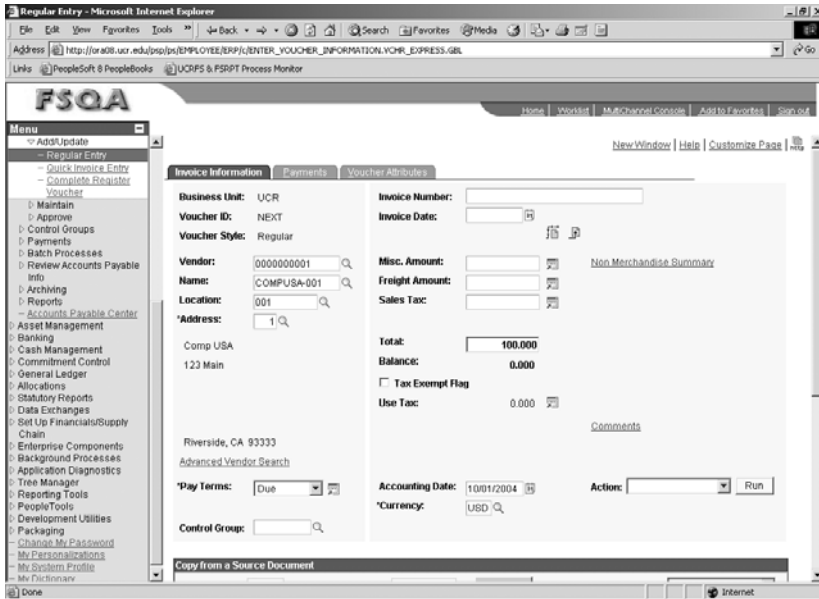 Regular Entry - Microsoft Internet Explorer
File Edit View Favorites Tools » Back Search Favorites Media
Address http://ora08.ucr.edu/psp/ps/EMPLOYEE/ERP/c/ENTER_VOUCHER_INFORMATION.VCHR_EXPRESS.GBL Go
Links PeopleSoft 8 PeopleBooks UCRFS & FSRPT Process Monitor
FSQA
Home Worklist MultiChannel Console Add to Favorites Sign out
Menu
Add/Update
Regular Entry
Quick Invoice Entry
Complete Register
Voucher
Maintain
Approve
Control Groups
Payments
Batch Processes
Review Accounts Payable
Info
Archiving
Reports
Accounts Payable Center
Asset Management
Banking
Cash Management
Commitment Control
General Ledger
Allocations
Statutory Reports
Data Exchanges
Set Up Financials/Supply
Chain
Enterprise Components
Background Processes
Application Diagnostics
Tree Manager
Reporting Tools
PeopleTools
Development Utilities
Packaging
Change My Password
My Personalizations
My System Profile
My Dictionary
New Window | Help | Customize Page | http
Invoice Information Payments Voucher Attributes
Business Unit: UCR
Voucher ID: NEXT
Voucher Style: Regular
Vendor: 0000000001
Name: COMPUSA-001
Location: 001
*Address: 1
Comp USA
123 Main
Riverside, CA 93333
Advanced Vendor Search
*Pay Terms: Due
Control Group:
Invoice Number:
Invoice Date:
Misc. Amount: Non Merchandise Summary
Freight Amount:
Sales Tax:
Total: 100.000
Balance: 0.000
Tax Exempt Flag
Use Tax: 0.000
Comments
Accounting Date: 10/01/2004 Action: Run
*Currency: USD
Copy from a Source Document
Done Internet